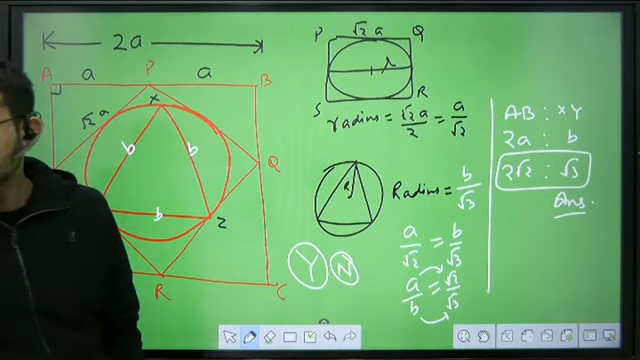 2a
A a P a B
√2 a
X
b b
b
Z
Q
R C
P √2 a Q
r
S R
radius = √2 a / 2 = a / √2
R
Radius = b / √3
a / √2 = b / √3
a / b = √2 / √3
Y N
AB : XY
2a : b
2√2 : √3
Ans.